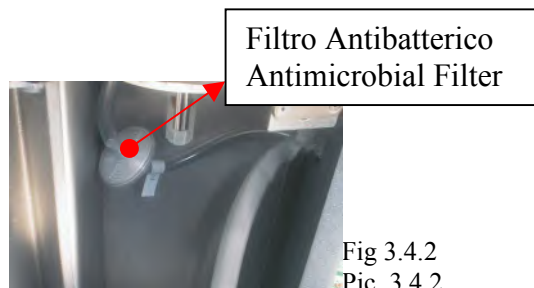 Filtro Antibatterico
Antimicrobial Filter
Fig 3.4.2
Pic. 3.4.2